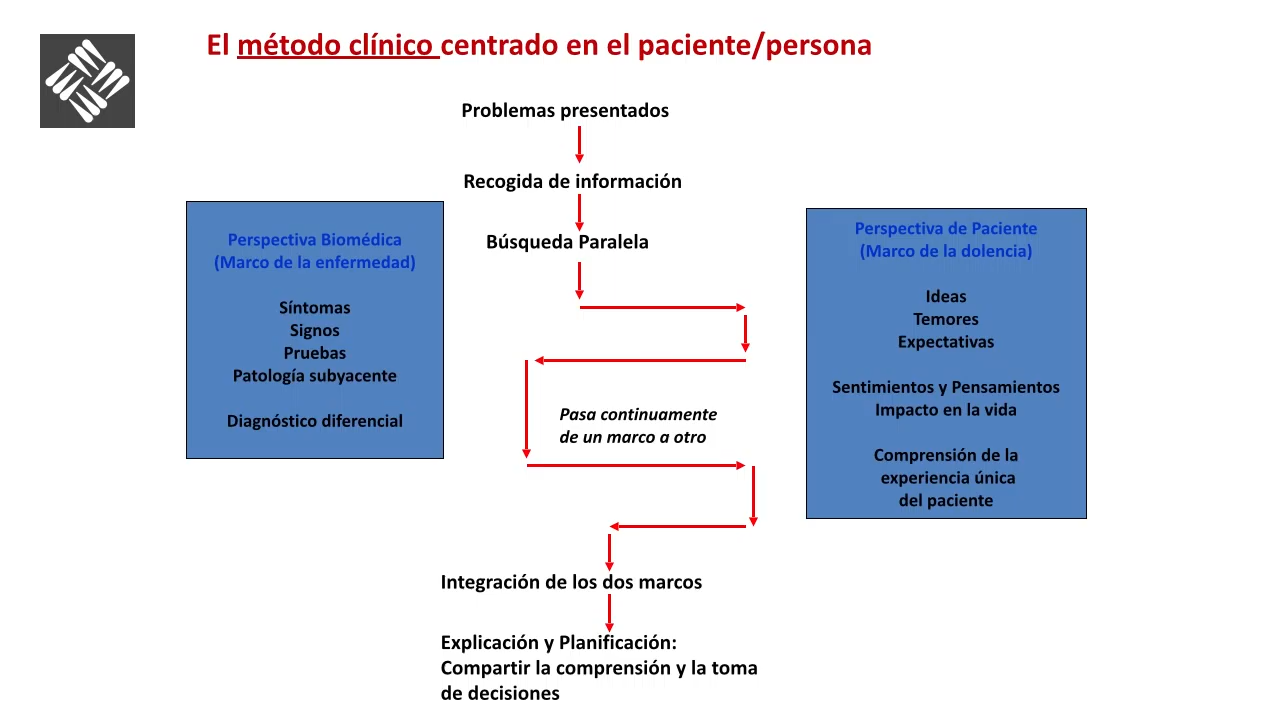 El método clínico centrado en el paciente/persona
Problemas presentados
Recogida de información
Búsqueda Paralela
Perspectiva Biomédica
(Marco de la enfermedad)
Síntomas
Signos
Pruebas
Patología subyacente
Diagnóstico diferencial
Perspectiva de Paciente
(Marco de la dolencia)
Ideas
Temores
Expectativas
Sentimientos y Pensamientos
Impacto en la vida
Comprensión de la
experiencia única
del paciente
Pasa continuamente
de un marco a otro
Integración de los dos marcos
Explicación y Planificación:
Compartir la comprensión y la toma
de decisiones